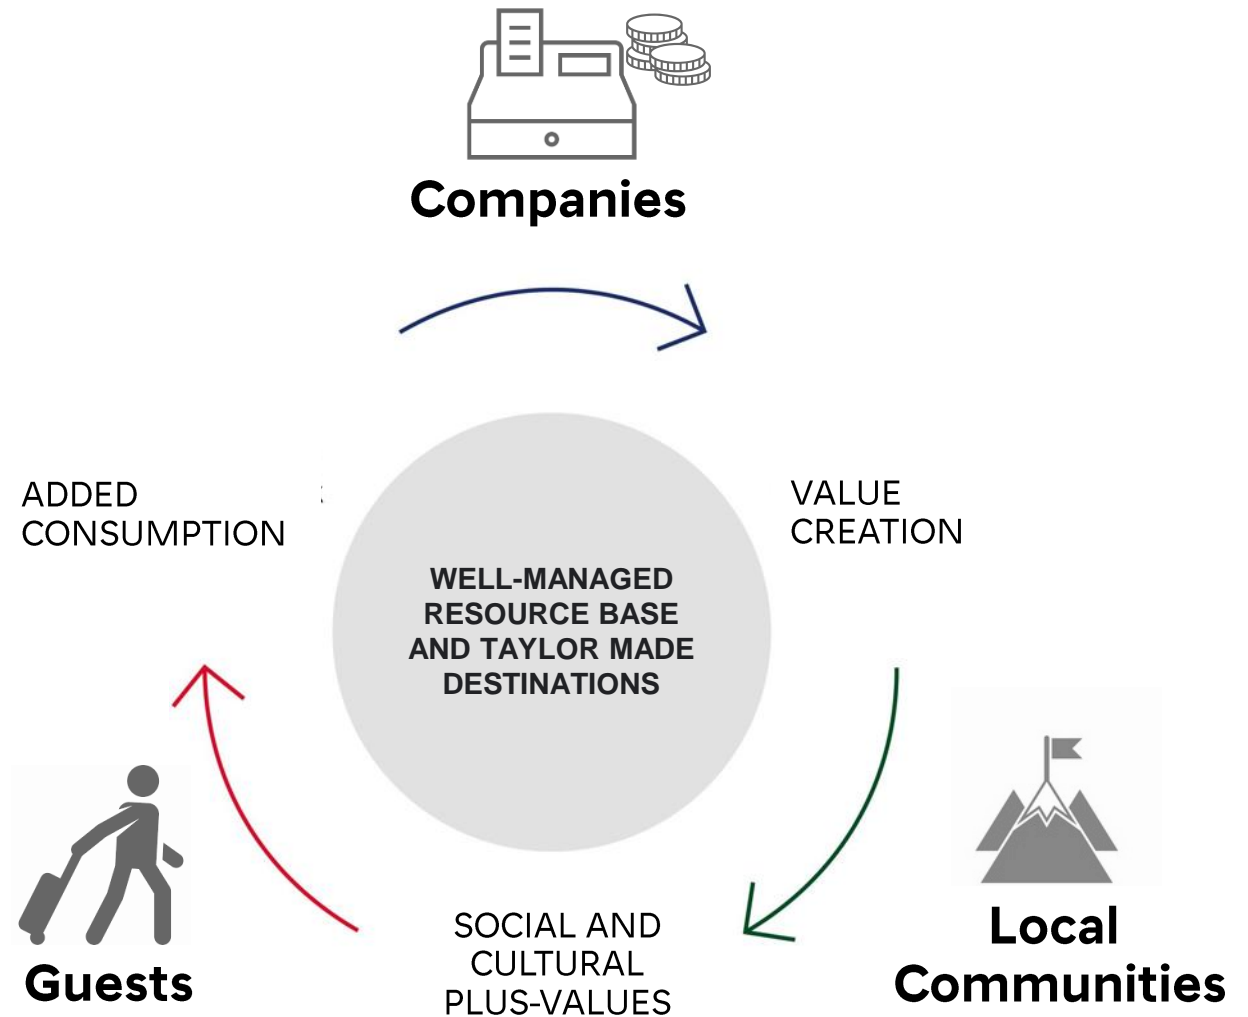 Companies
ADDED
CONSUMPTION
VALUE
CREATION
WELL-MANAGED
RESOURCE BASE
AND TAYLOR MADE
DESTINATIONS
SOCIAL AND
CULTURAL
PLUS-VALUES
Guests
Local
Communities